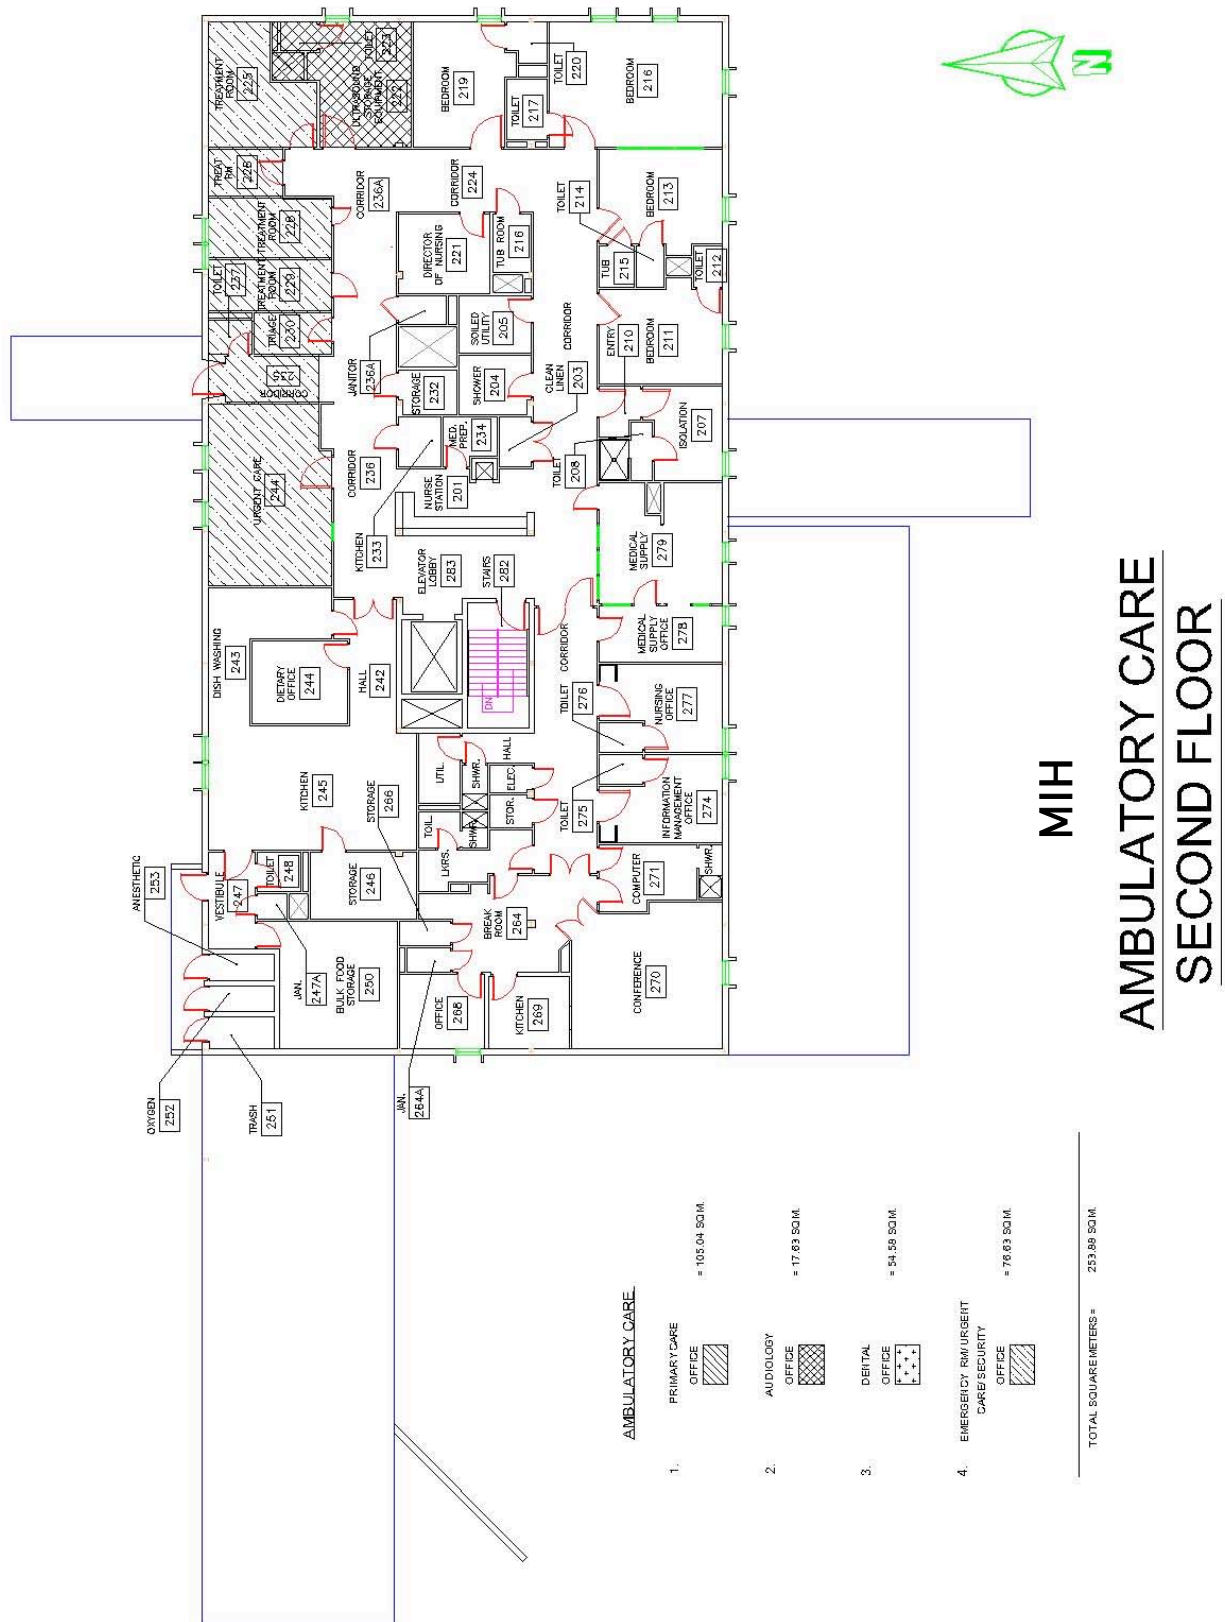 ANESTHETIC
253
OXYGEN
252
TRASH
251
VESTIBULE
247
TOILET
248
JAN.
247A
BULK FOOD
STORAGE
250
STORAGE
246
KITCHEN
245
DISH WASHING
243
DIETARY
OFFICE
244
HALL
242
URGENT CARE
244
CORRIDOR
TRIAGE
230
TOILET
237
TREATMENT
ROOM
229
TREATMENT
ROOM
228
TREAT
RM
226
TREATMENT
ROOM
225
TOILET
223
ULTRASOUND
STORAGE
EQUIPMENT
222
CORRIDOR
236A
CORRIDOR
236
KITCHEN
233
JANITOR
236A
STORAGE
232
STORAGE
266
JAN.
264A
OFFICE
268
KITCHEN
269
BREAK
ROOM
264
LKRS.
TOIL.
UTIL.
SHWR.
SHWR.
STOR.
ELEC.
HALL
ELEVATOR
LOBBY
283
STAIRS
282
DN
NURSE
STATION
201
MED.
PREP.
234
SHOWER
204
SOILED
UTILITY
205
DIRECTOR
OF NURSING
221
TUB ROOM
216
CORRIDOR
224
BEDROOM
219
TOILET
217
TOILET
220
BEDROOM
216
CLEAN
LINEN
203
CORRIDOR
TOILET
214
CORRIDOR
TOILET
275
TOILET
276
TOILET
208
ENTRY
210
TUB
215
BEDROOM
213
TOILET
212
BEDROOM
211
ISOLATION
207
MEDICAL
SUPPLY
279
MEDICAL
SUPPLY
OFFICE
278
NURSING
OFFICE
277
INFORMATION
MANAGEMENT
OFFICE
274
COMPUTER
271
SHWR.
CONFERENCE
270
N
AMBULATORY CARE
1. PRIMARY CARE
OFFICE = 105.04 SQ M.
2. AUDIOLOGY
OFFICE = 17.63 SQ M.
3. DENTAL
OFFICE = 54.58 SQ M.
4. EMERGENCY RM/URGENT
CARE/SECURITY
OFFICE = 76.63 SQ M.
TOTAL SQUARE METERS = 253.88 SQ M.
MIH
AMBULATORY CARE
SECOND FLOOR